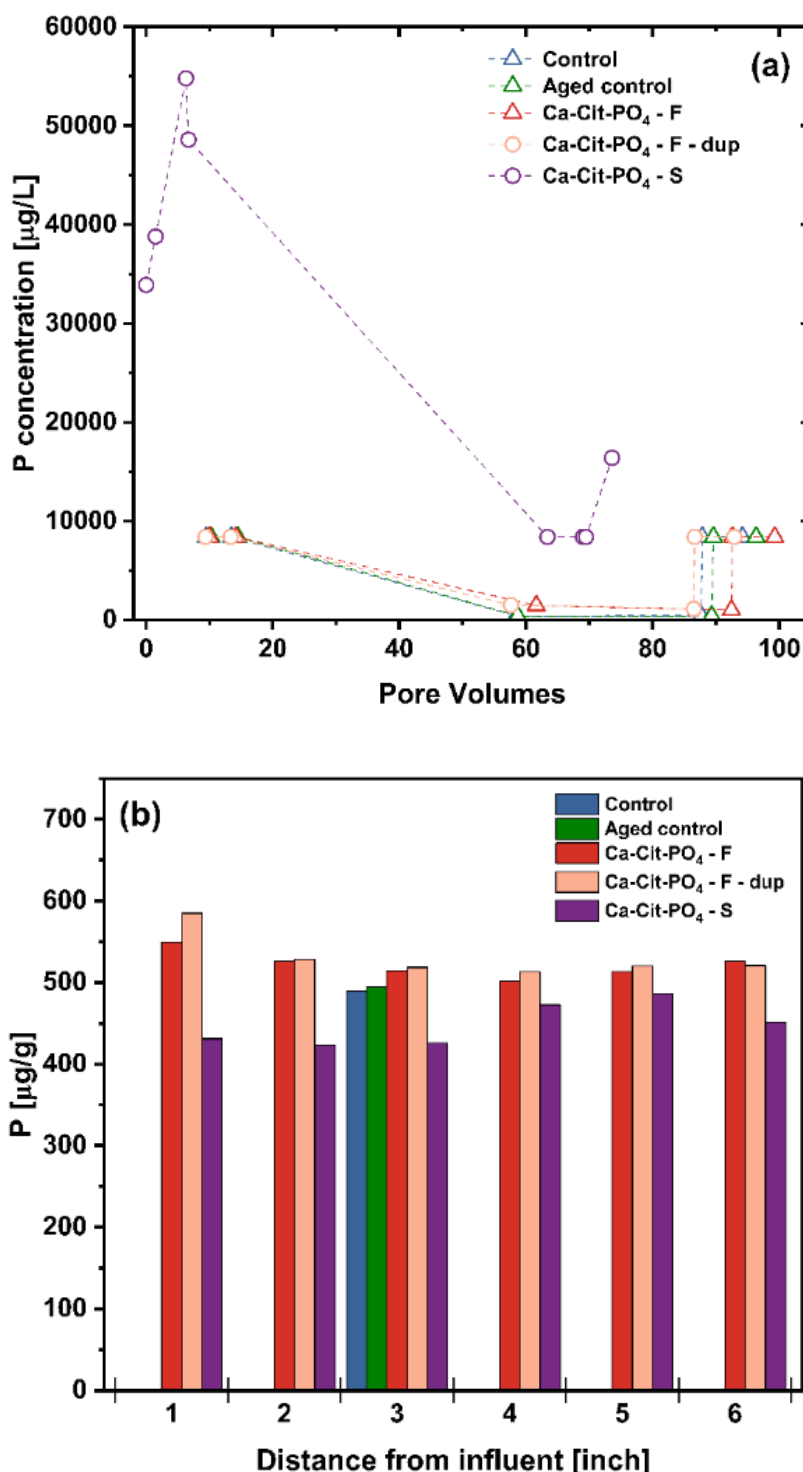 60000
50000
40000
30000
20000
10000
0
P concentration [µg/L]
Control
Aged control
Ca-Cit-PO₄ - F
Ca-Cit-PO₄ - F - dup
Ca-Cit-PO₄ - S
(a)
0 20 40 60 80 100
Pore Volumes
(b)
700
600
500
400
300
200
100
0
P [µg/g]
Control
Aged control
Ca-Cit-PO₄ - F
Ca-Cit-PO₄ - F - dup
Ca-Cit-PO₄ - S
1 2 3 4 5 6
Distance from influent [inch]